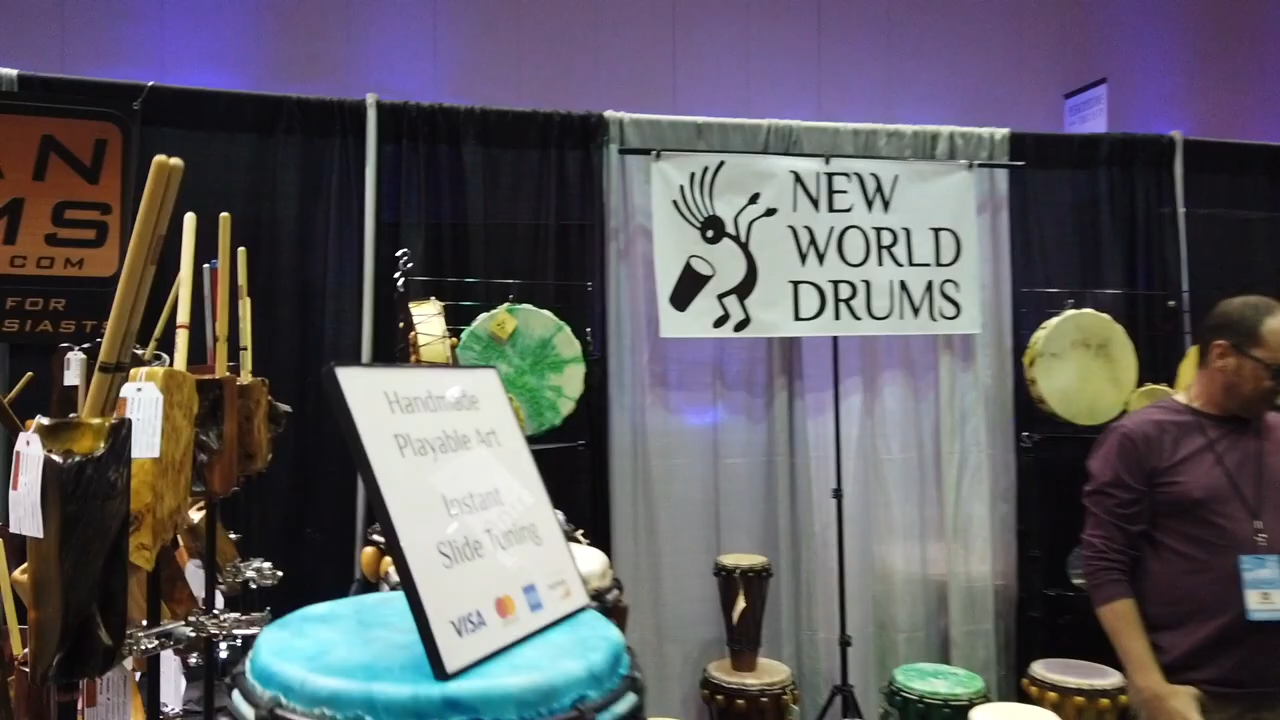 AN
MS
COM
FOR
SIASTS
NEW
WORLD
DRUMS
Handmade
Playable Art
Instant
Slide Tuning
VISA